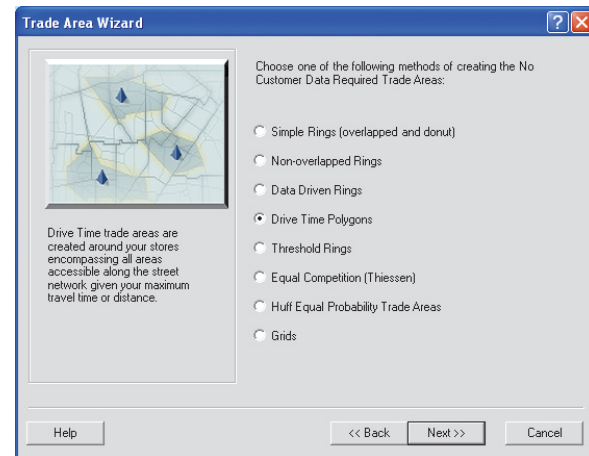 Trade Area Wizard
Choose one of the following methods of creating the No
Customer Data Required Trade Areas:
Simple Rings (overlapped and donut)
Non-overlapped Rings
Data Driven Rings
Drive Time Polygons
Threshold Rings
Equal Competition (Thiessen)
Huff Equal Probability Trade Areas
Grids
Drive Time trade areas are
created around your stores
encompassing all areas
accessible along the street
network given your maximum
travel time or distance.
Help
<< Back
Next >>
Cancel